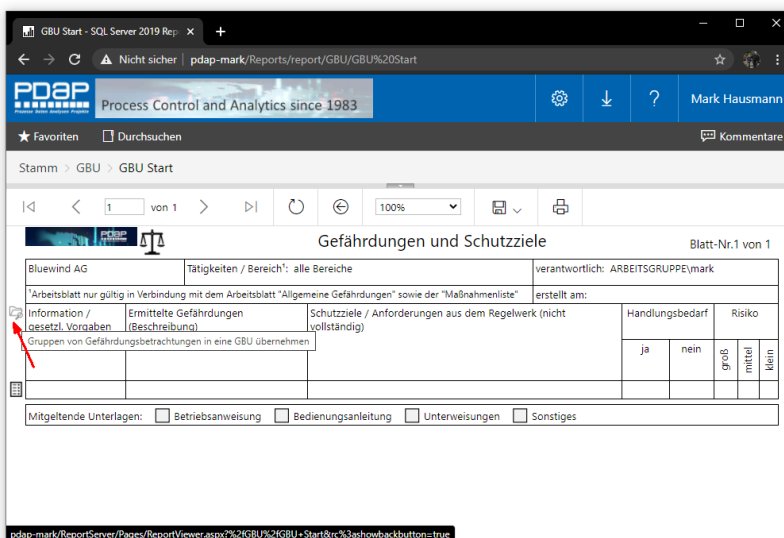 GBU Start - SQL Server 2019 Rep
Nicht sicher | pdap-mark/Reports/report/GBU/GBU%20Start
PDAP
Process Control and Analytics since 1983
Mark Hausmann
Favoriten Durchsuchen Kommentare
Stamm > GBU > GBU Start
1 von 1 100%
PDAP
Gefährdungen und Schutzziele
Blatt-Nr.1 von 1
Bluewind AG Tätigkeiten / Bereich¹: alle Bereiche verantwortlich: ARBEITSGRUPPE\mark
¹Arbeitsblatt nur gültig in Verbindung mit dem Arbeitsblatt "Allgemeine Gefährdungen" sowie der "Maßnahmenliste" erstellt am:
Information / gesetzl. Vorgaben
Ermittelte Gefährdungen (Beschreibung)
Schutzziele / Anforderungen aus dem Regelwerk (nicht vollständig)
Handlungsbedarf Risiko
Gruppen von Gefährdungsbetrachtungen in eine GBU übernehmen
ja nein groß mittel klein
Mitgeltende Unterlagen: Betriebsanweisung Bedienungsanleitung Unterweisungen Sonstiges
pdap-mark/ReportServer/Pages/ReportViewer.aspx?%2fGBU%2fGBU+Start&rc%3ashowbackbutton=true